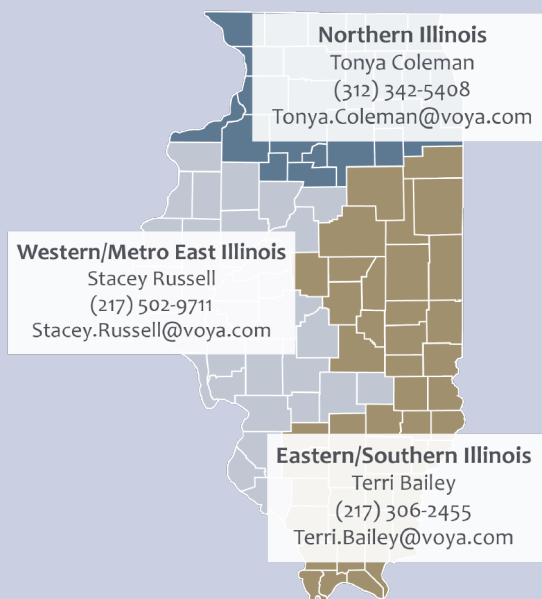 Northern Illinois
Tonya Coleman
(312) 342-5408
Tonya.Coleman@voya.com
Western/Metro East Illinois
Stacey Russell
(217) 502-9711
Stacey.Russell@voya.com
Eastern/Southern Illinois
Terri Bailey
(217) 306-2455
Terri.Bailey@voya.com